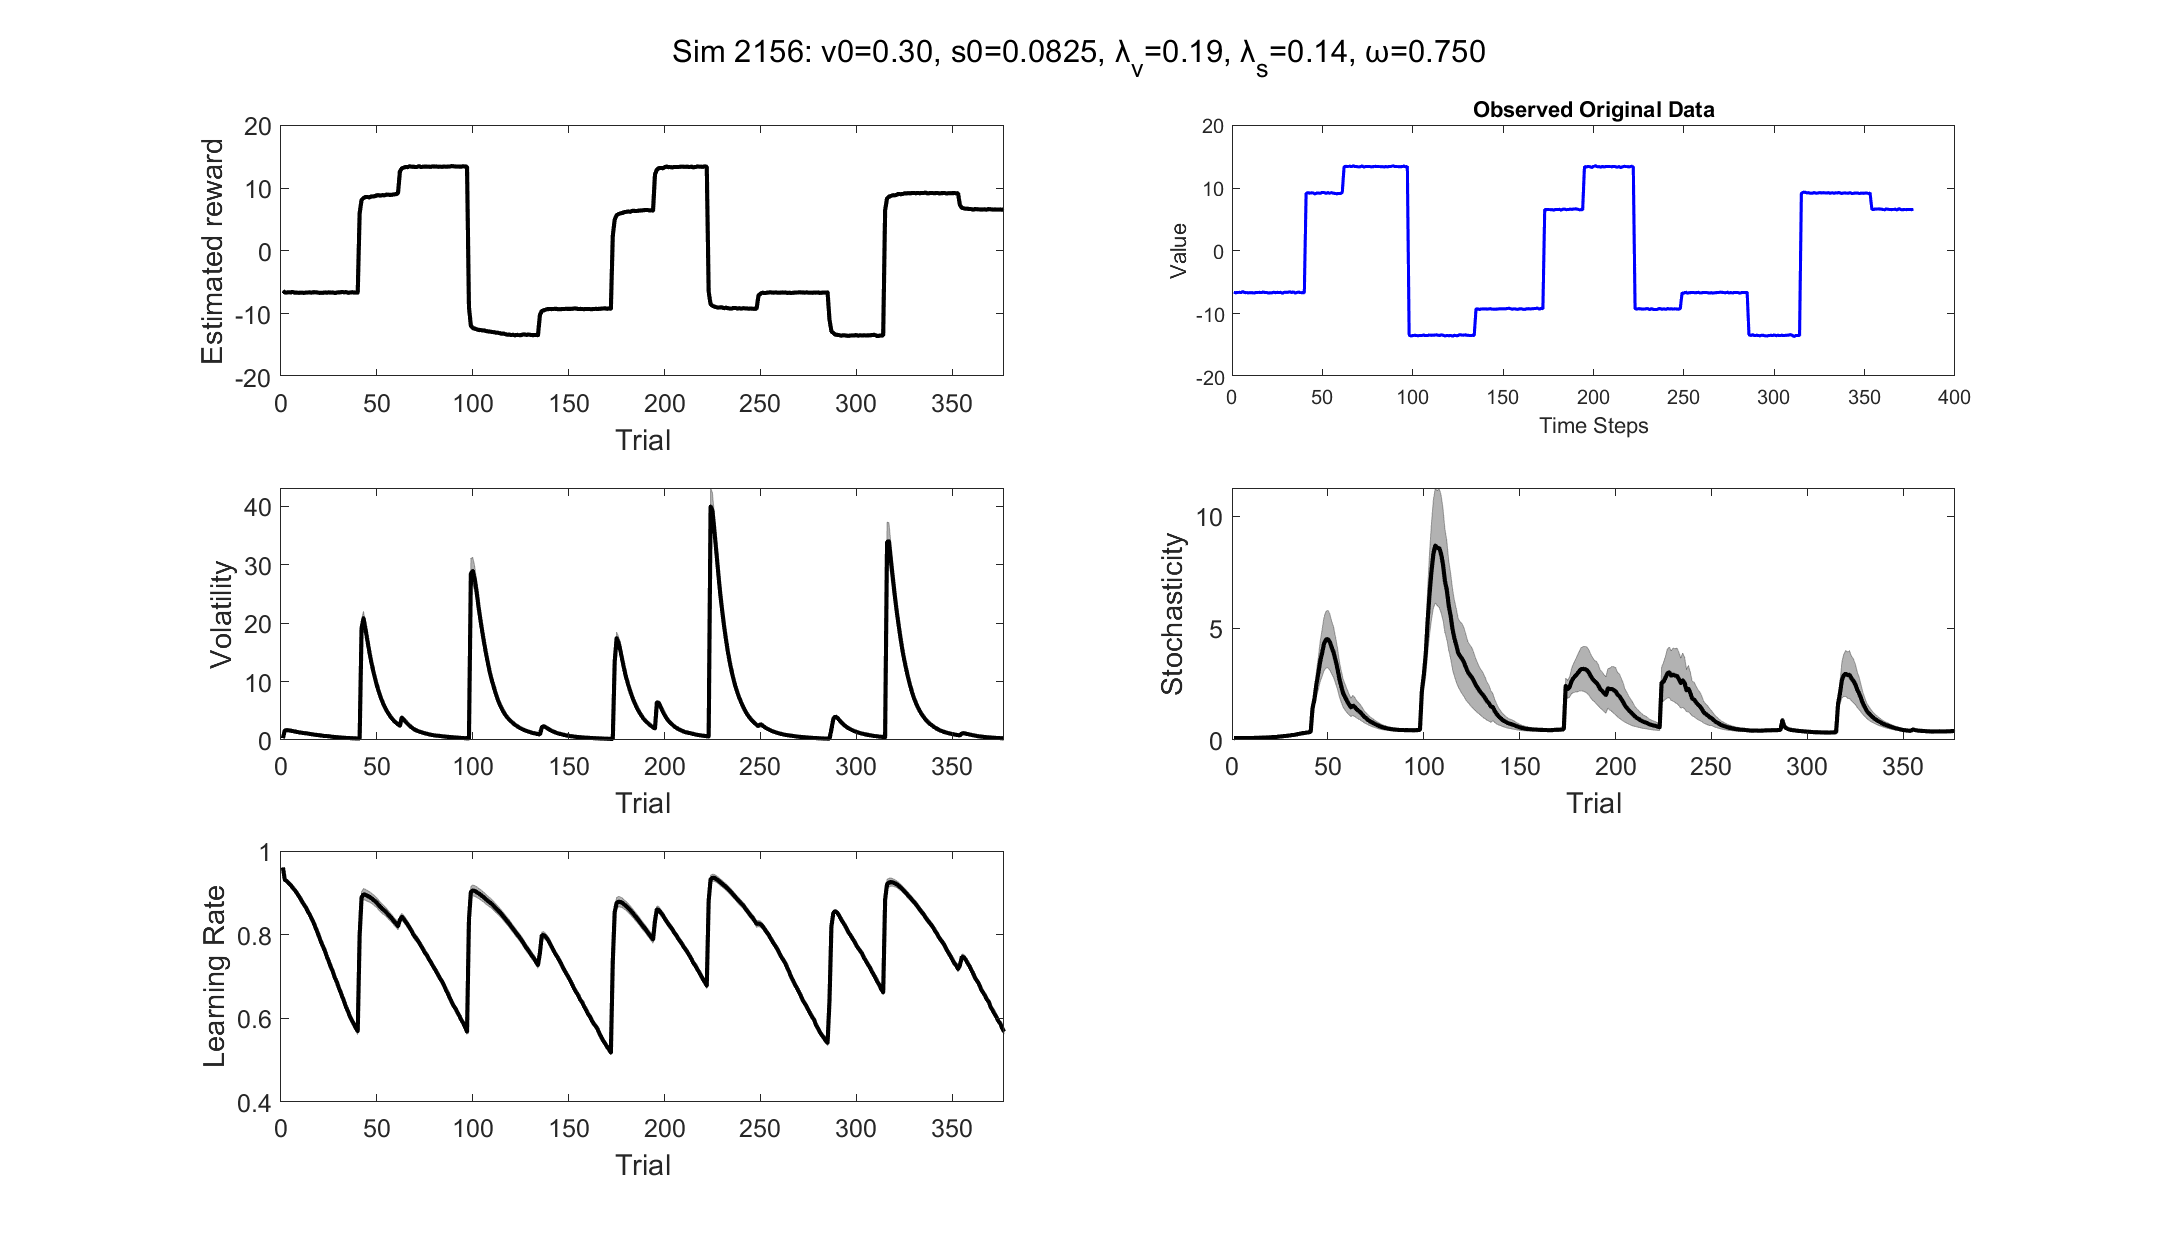 Sim 2156: v0=0.30, s0=0.0825, λ_v=0.19, λ_s=0.14, ω=0.750
20
10
0
-10
-20
Estimated reward
0 50 100 150 200 250 300 350
Trial
Observed Original Data
20
10
0
-10
-20
Value
0 50 100 150 200 250 300 350 400
Time Steps
40
30
20
10
0
Volatility
0 50 100 150 200 250 300 350
Trial
10
5
0
Stochasticity
0 50 100 150 200 250 300 350
Trial
1
0.8
0.6
0.4
Learning Rate
0 50 100 150 200 250 300 350
Trial